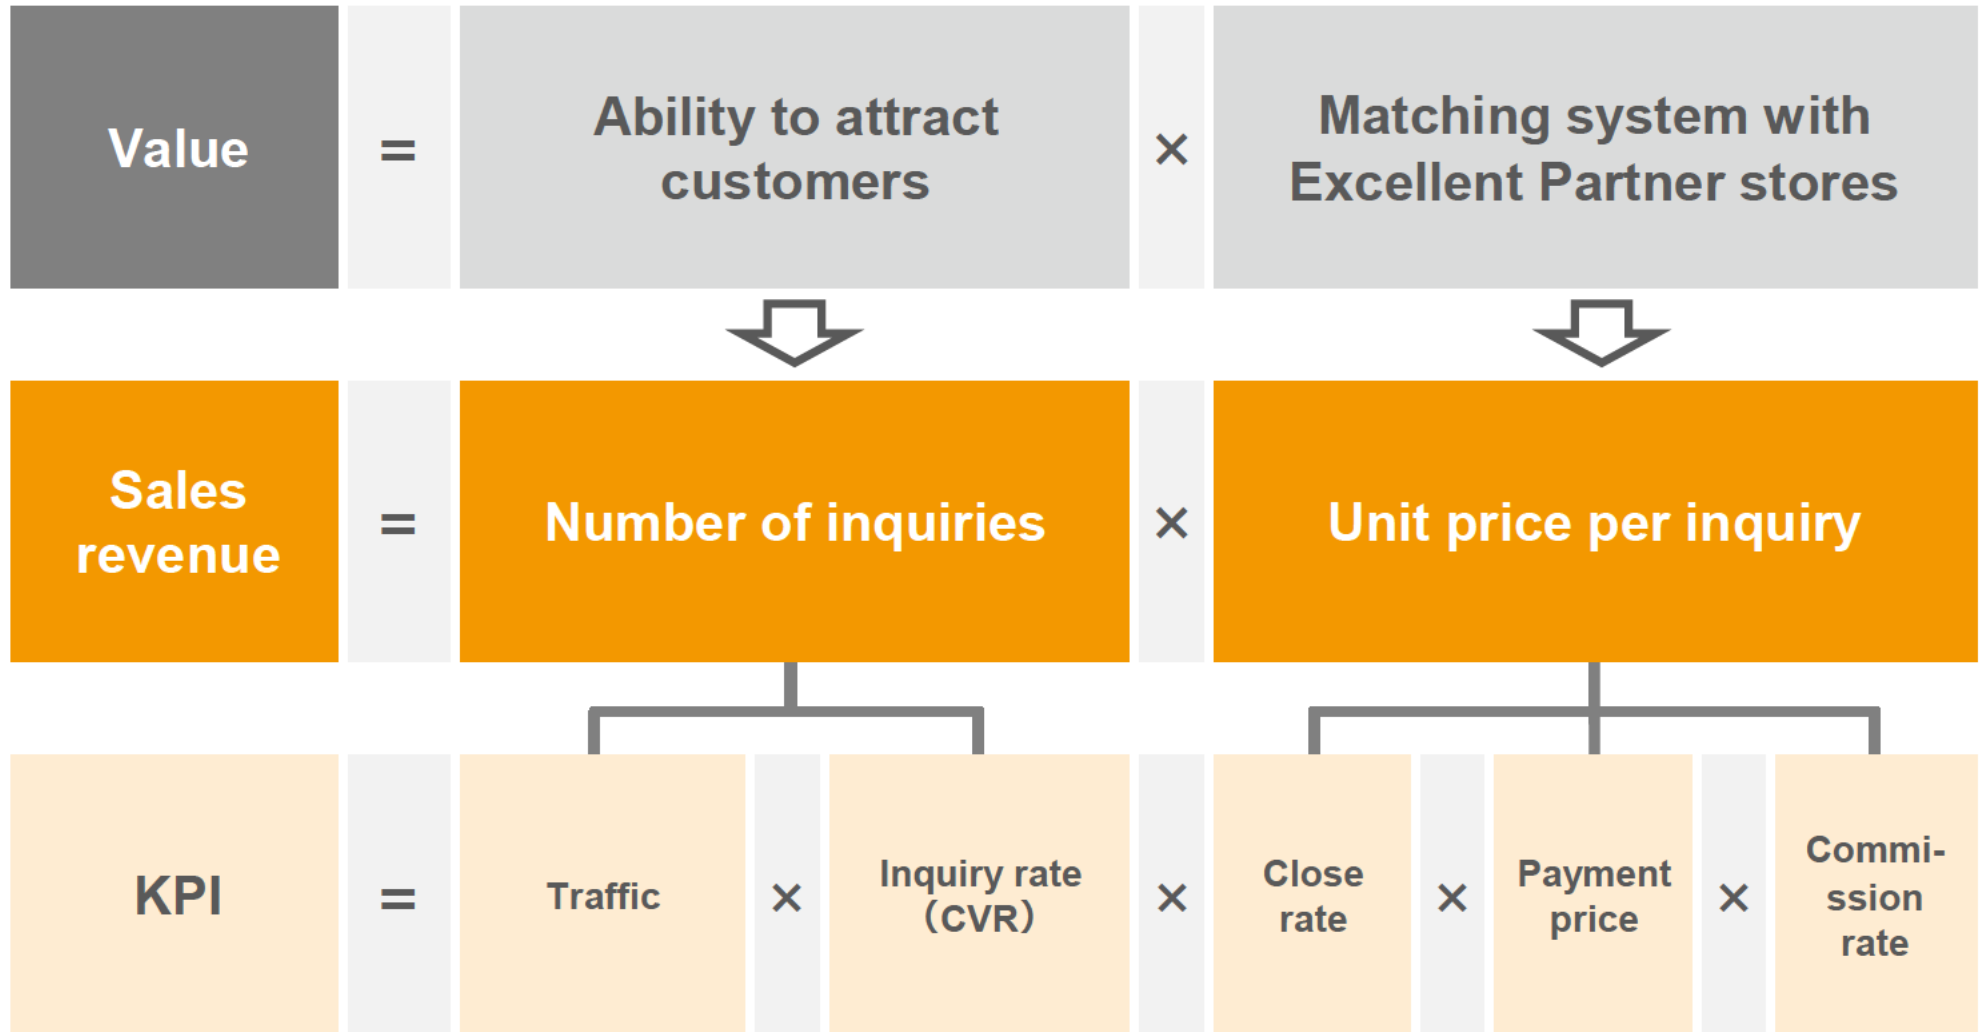 Value
=
Ability to attract
customers
×
Matching system with
Excellent Partner stores
Sales
revenue
=
Number of inquiries
×
Unit price per inquiry
KPI
=
Traffic
×
Inquiry rate
（CVR）
×
Close
rate
×
Payment
price
×
Commi-
ssion
rate